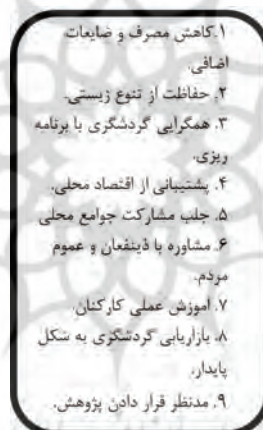 ۱.کاهش مصرف و ضایعات
اضافی.
۲. حفاظت از تنوع زیستی.
۳. همگرایی گردشگری با برنامه
ریزی.
۴. پشتیبانی از اقتصاد محلی.
۵. جلب مشارکت جوامع محلی
۶. مشاوره با ذینفعان و عموم
مردم.
۷. آموزش عملی کارکنان.
۸. بازاریابی گردشگری به شکل
پایدار.
۹. مدنظر قرار دادن پژوهش.